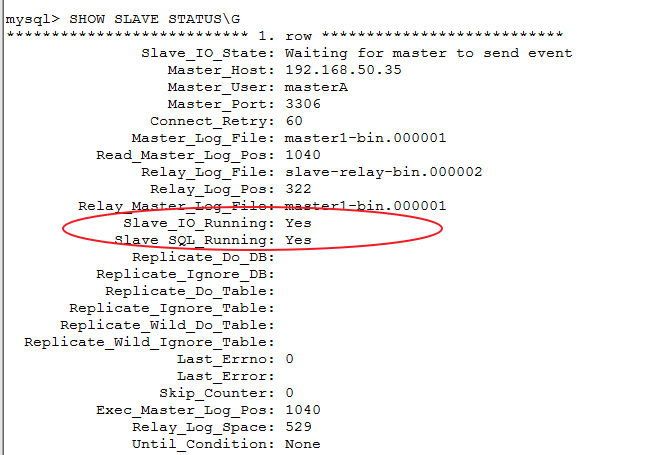 mysql> SHOW SLAVE STATUS\G
*************************** 1. row ***************************
Slave_IO_State: Waiting for master to send event
Master_Host: 192.168.50.35
Master_User: masterA
Master_Port: 3306
Connect_Retry: 60
Master_Log_File: master1-bin.000001
Read_Master_Log_Pos: 1040
Relay_Log_File: slave-relay-bin.000002
Relay_Log_Pos: 322
Relay_Master_Log_File: master1-bin.000001
Slave_IO_Running: Yes
Slave_SQL_Running: Yes
Replicate_Do_DB:
Replicate_Ignore_DB:
Replicate_Do_Table:
Replicate_Ignore_Table:
Replicate_Wild_Do_Table:
Replicate_Wild_Ignore_Table:
Last_Errno: 0
Last_Error:
Skip_Counter: 0
Exec_Master_Log_Pos: 1040
Relay_Log_Space: 529
Until_Condition: None